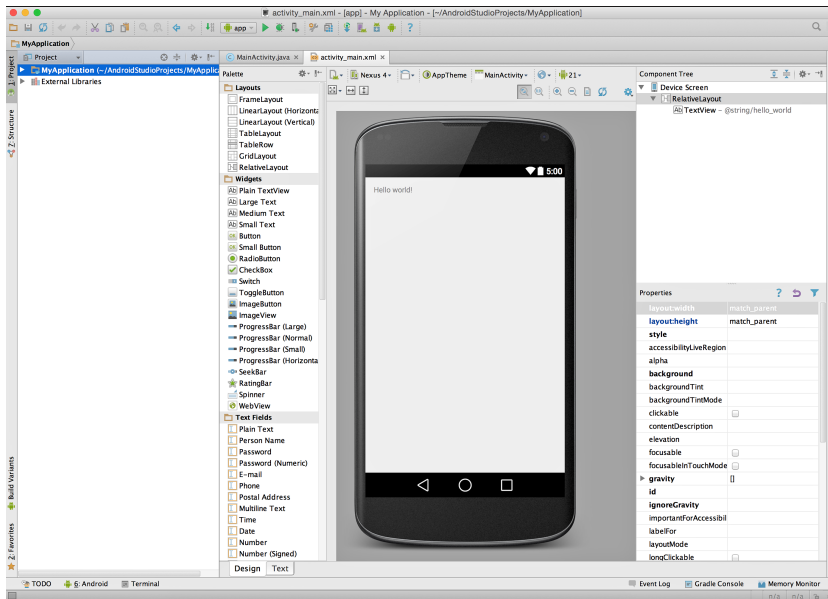 activity_main.xml - [app] - My Application - [~/AndroidStudioProjects/MyApplication]
app
MyApplication
Project
MainActivity.java
activity_main.xml
1: Project
Z: Structure
Build Variants
2: Favorites
MyApplication (~/AndroidStudioProjects/MyApplic
External Libraries
Palette
Layouts
FrameLayout
LinearLayout (Horizonta
LinearLayout (Vertical)
TableLayout
TableRow
GridLayout
RelativeLayout
Widgets
Plain TextView
Large Text
Medium Text
Small Text
Button
Small Button
RadioButton
CheckBox
Switch
ToggleButton
ImageButton
ImageView
ProgressBar (Large)
ProgressBar (Normal)
ProgressBar (Small)
ProgressBar (Horizonta
SeekBar
RatingBar
Spinner
WebView
Text Fields
Plain Text
Person Name
Password
Password (Numeric)
E-mail
Phone
Postal Address
Multiline Text
Time
Date
Number
Number (Signed)
Design Text
Nexus 4 AppTheme MainActivity 21
5:00
Hello world!
Component Tree
Device Screen
RelativeLayout
Ab TextView - @string/hello_world
Properties
layout:width match_parent
layout:height match_parent
style
accessibilityLiveRegion
alpha
background
backgroundTint
backgroundTintMode
clickable
contentDescription
elevation
focusable
focusableInTouchMode
gravity []
id
ignoreGravity
importantForAccessibil
labelFor
layoutMode
longClickable
TODO 6: Android Terminal Event Log Gradle Console Memory Monitor
n/a n/a